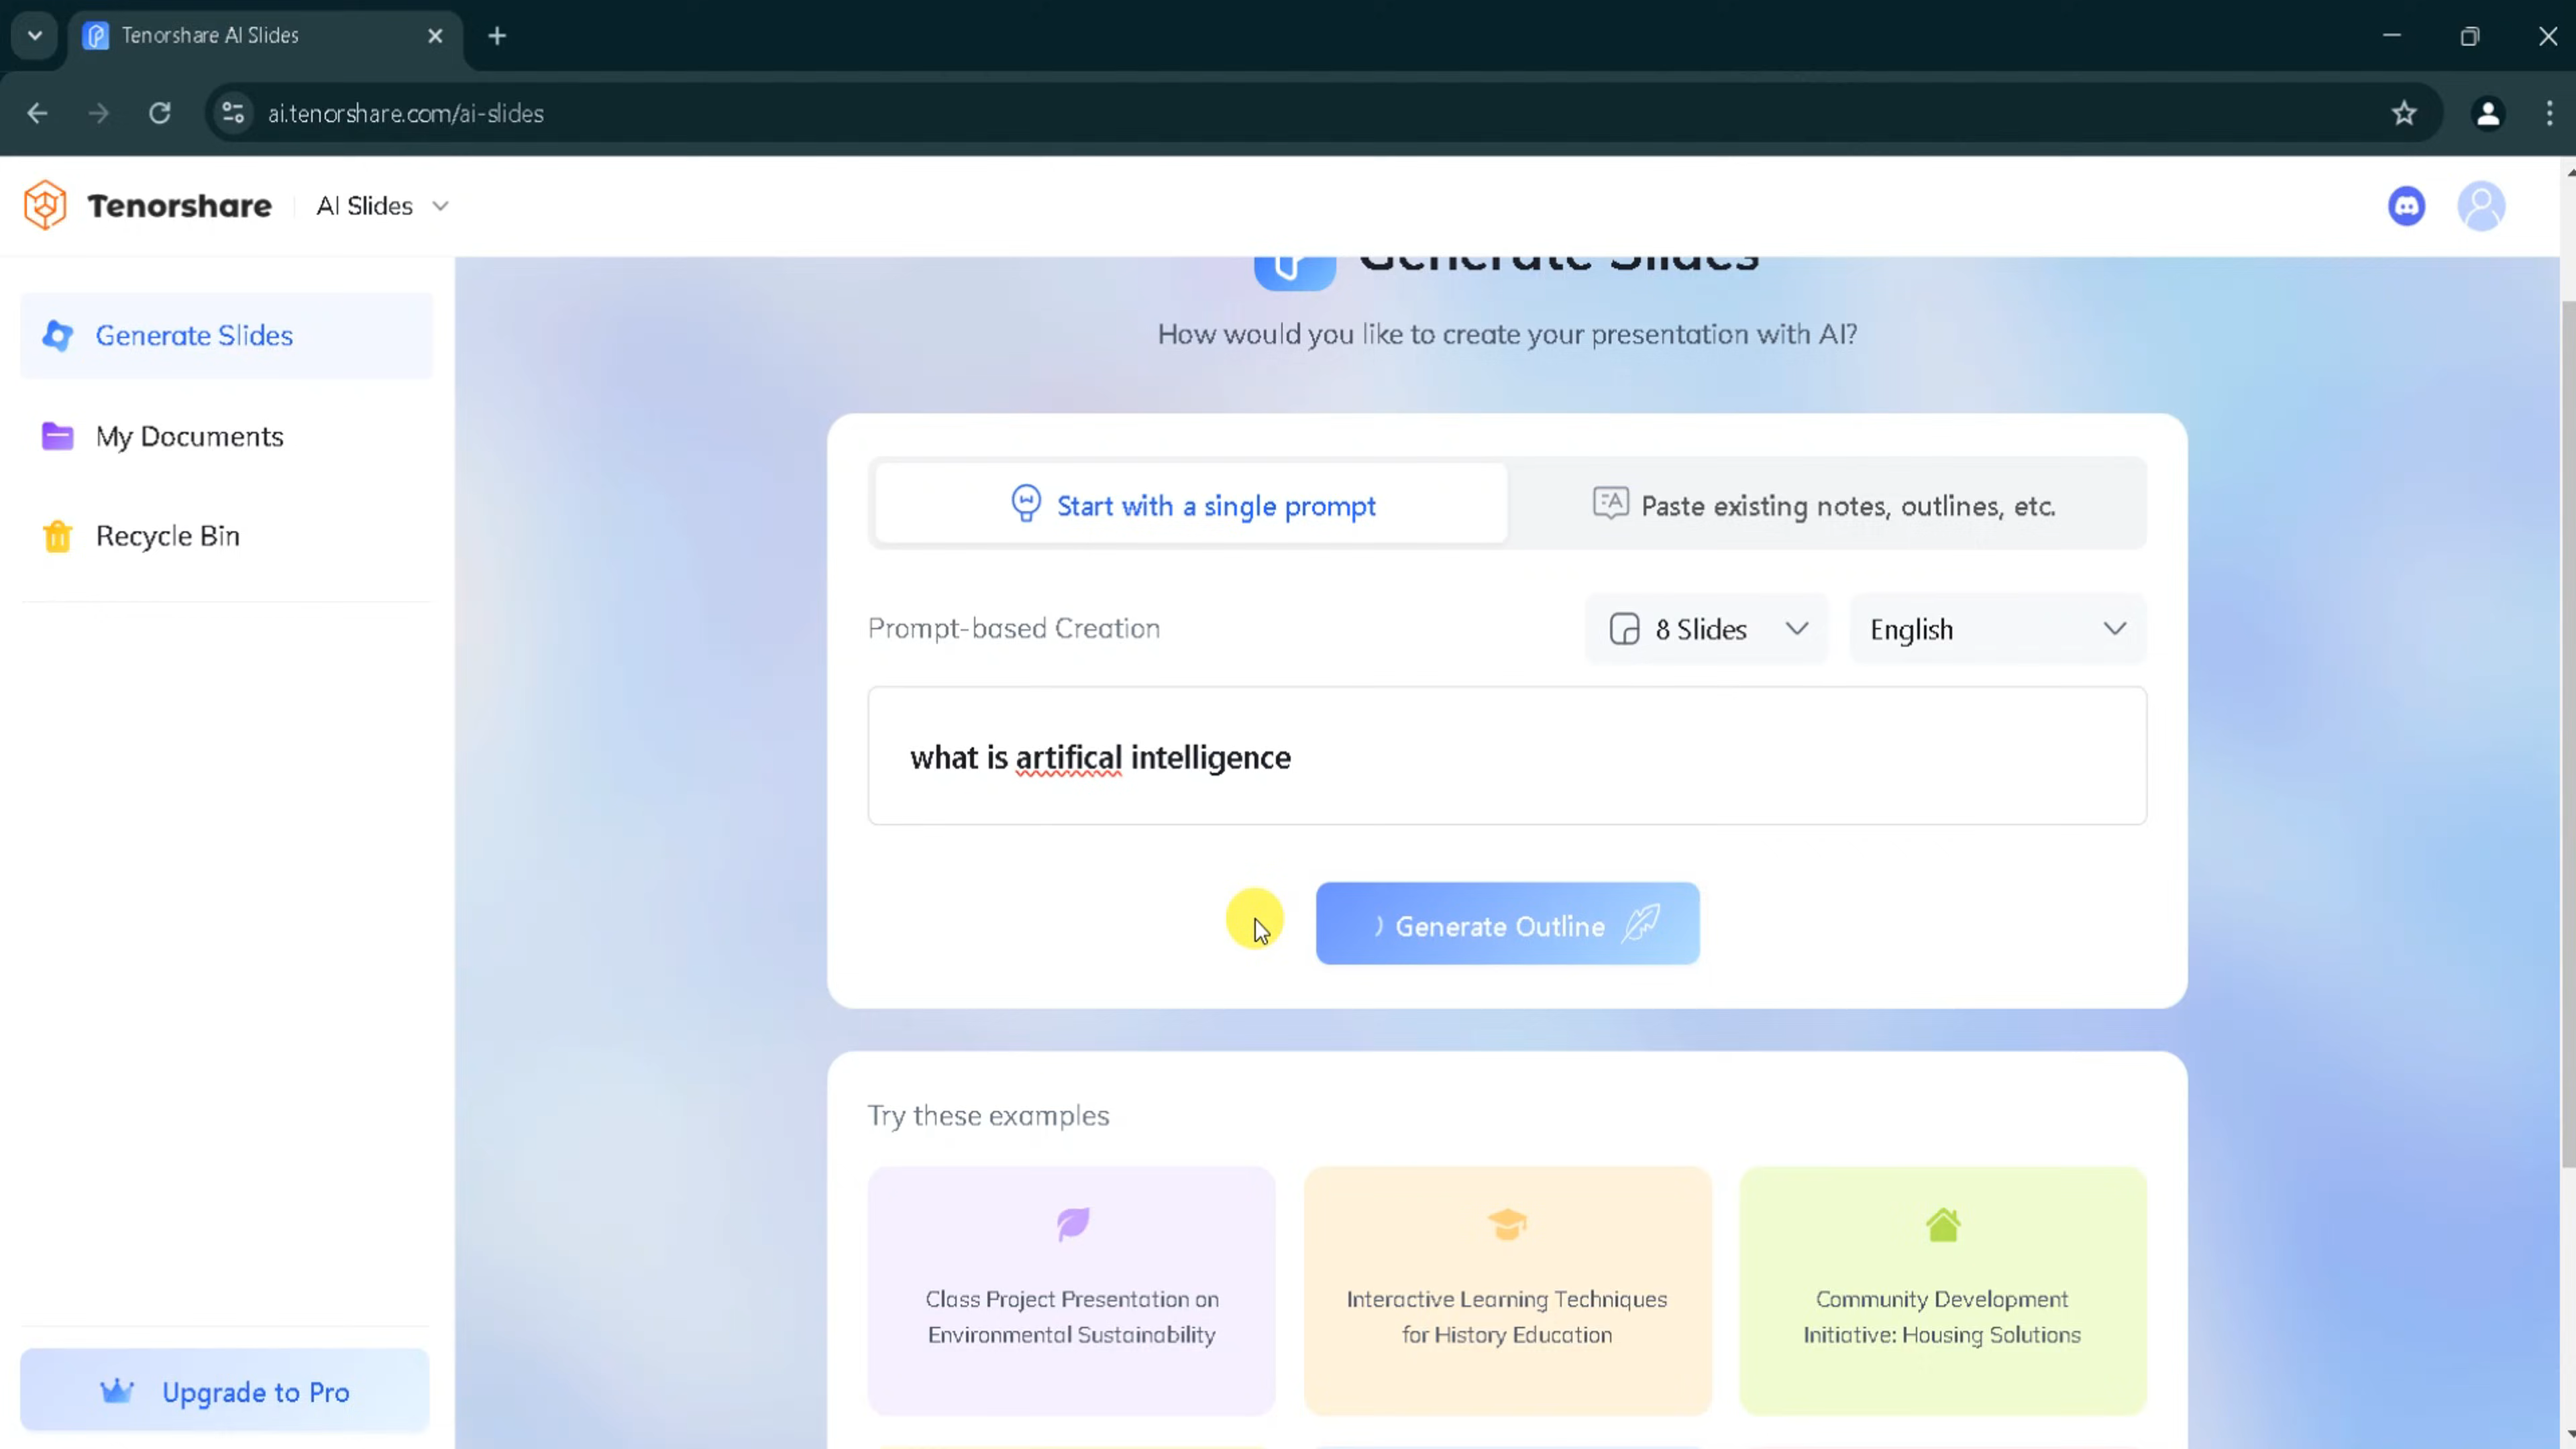 Tenorshare AI Slides
ai.tenorshare.com/ai-slides
Tenorshare
AI Slides
Generate Slides
My Documents
Recycle Bin
Upgrade to Pro
Generate Slides
How would you like to create your presentation with AI?
Start with a single prompt
Paste existing notes, outlines, etc.
Prompt-based Creation
8 Slides
English
what is artifical intelligence
Generate Outline
Try these examples
Class Project Presentation on
Environmental Sustainability
Interactive Learning Techniques
for History Education
Community Development
Initiative: Housing Solutions